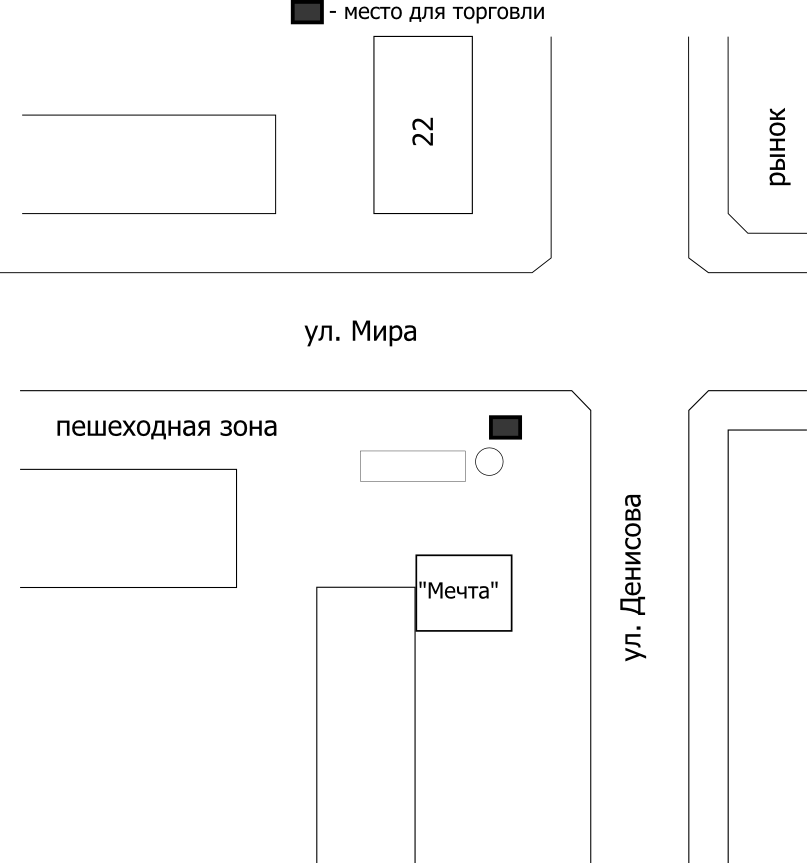 - место для торговли
22
рынок
ул. Мира
пешеходная зона
ул. Денисова
"Мечта"